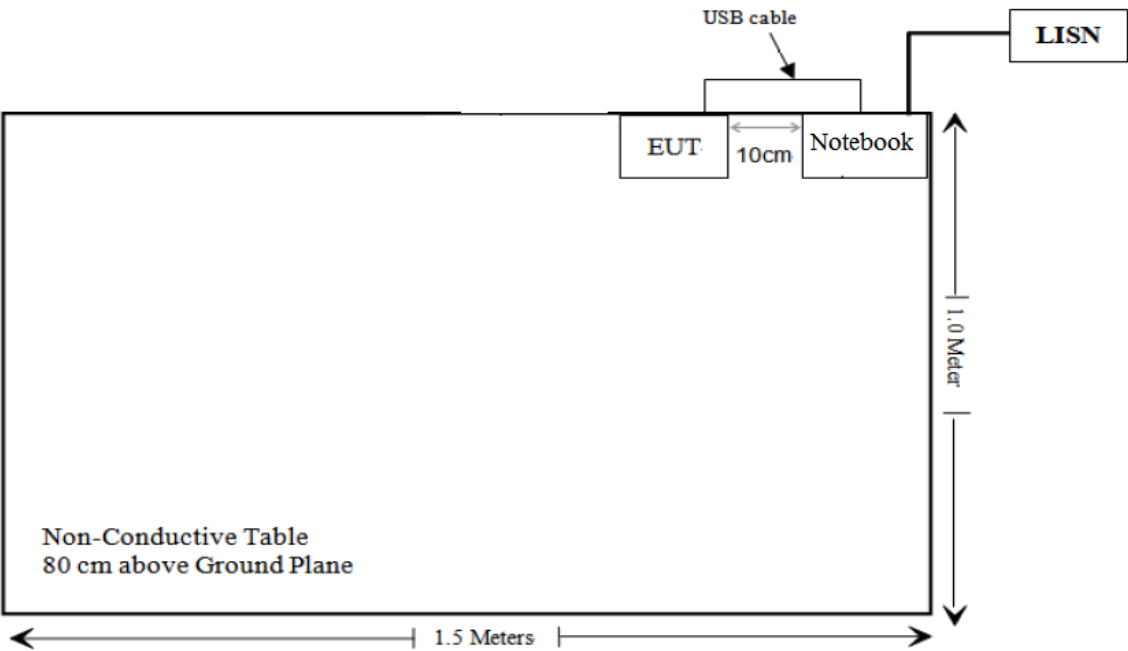 USB cable
LISN
EUT
10cm
Notebook
1.0 Meter
Non-Conductive Table
80 cm above Ground Plane
1.5 Meters